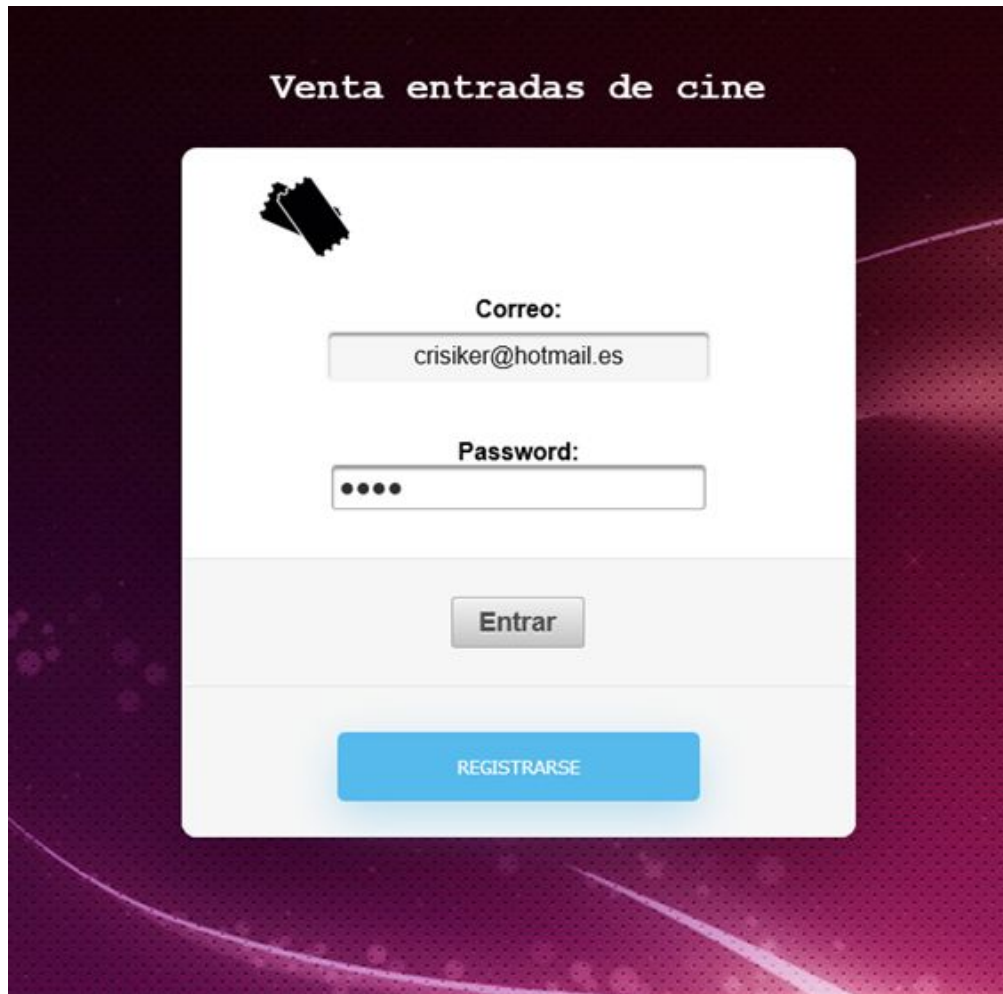 Venta entradas de cine
Correo:
crisiker@hotmail.es
Password:
••••
Entrar
REGISTRARSE